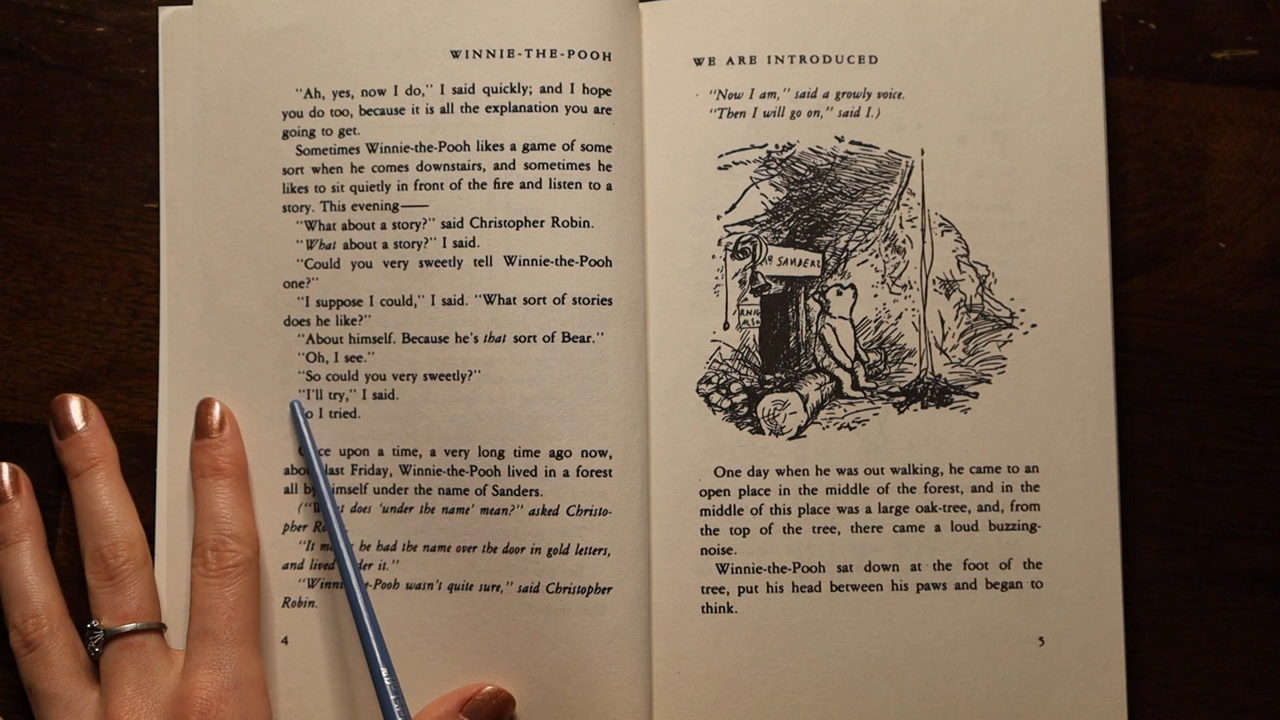 WINNIE-THE-POOH
"Ah, yes, now I do," I said quickly; and I hope
you do too, because it is all the explanation you are
going to get.
Sometimes Winnie-the-Pooh likes a game of some
sort when he comes downstairs, and sometimes he
likes to sit quietly in front of the fire and listen to a
story. This evening——
"What about a story?" said Christopher Robin.
"What about a story?" I said.
"Could you very sweetly tell Winnie-the-Pooh
one?"
"I suppose I could," I said. "What sort of stories
does he like?"
"About himself. Because he's that sort of Bear."
"Oh, I see."
"So could you very sweetly?"
"I'll try," I said.
I tried.
upon a time, a very long time ago now,
last Friday, Winnie-the-Pooh lived in a forest
all under the name of Sanders.
does 'under the name' mean?" asked Christo-
pher
"It he had the name over the door in gold letters,
and lived it."
wasn't quite sure," said Christopher
Robin.
4
WE ARE INTRODUCED
"Now I am," said a growly voice.
"Then I will go on," said I.)
SANDERS
One day when he was out walking, he came to an
open place in the middle of the forest, and in the
middle of this place was a large oak-tree, and, from
the top of the tree, there came a loud buzzing-
noise.
Winnie-the-Pooh sat down at the foot of the
tree, put his head between his paws and began to
think.
5